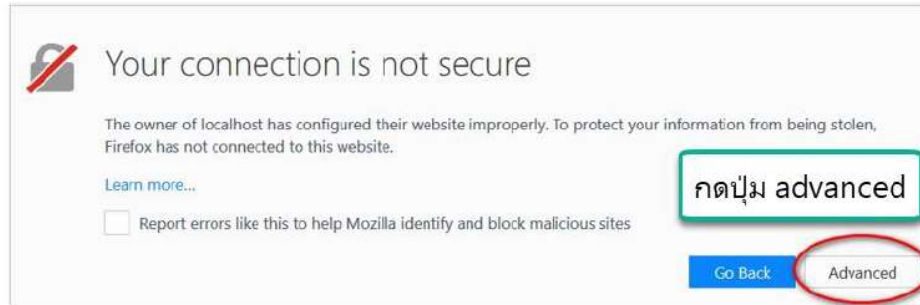 Your connection is not secure
The owner of localhost has configured their website improperly. To protect your information from being stolen,
Firefox has not connected to this website.
Learn more...
กดปุ่ม advanced
Report errors like this to help Mozilla identify and block malicious sites
Go Back
Advanced